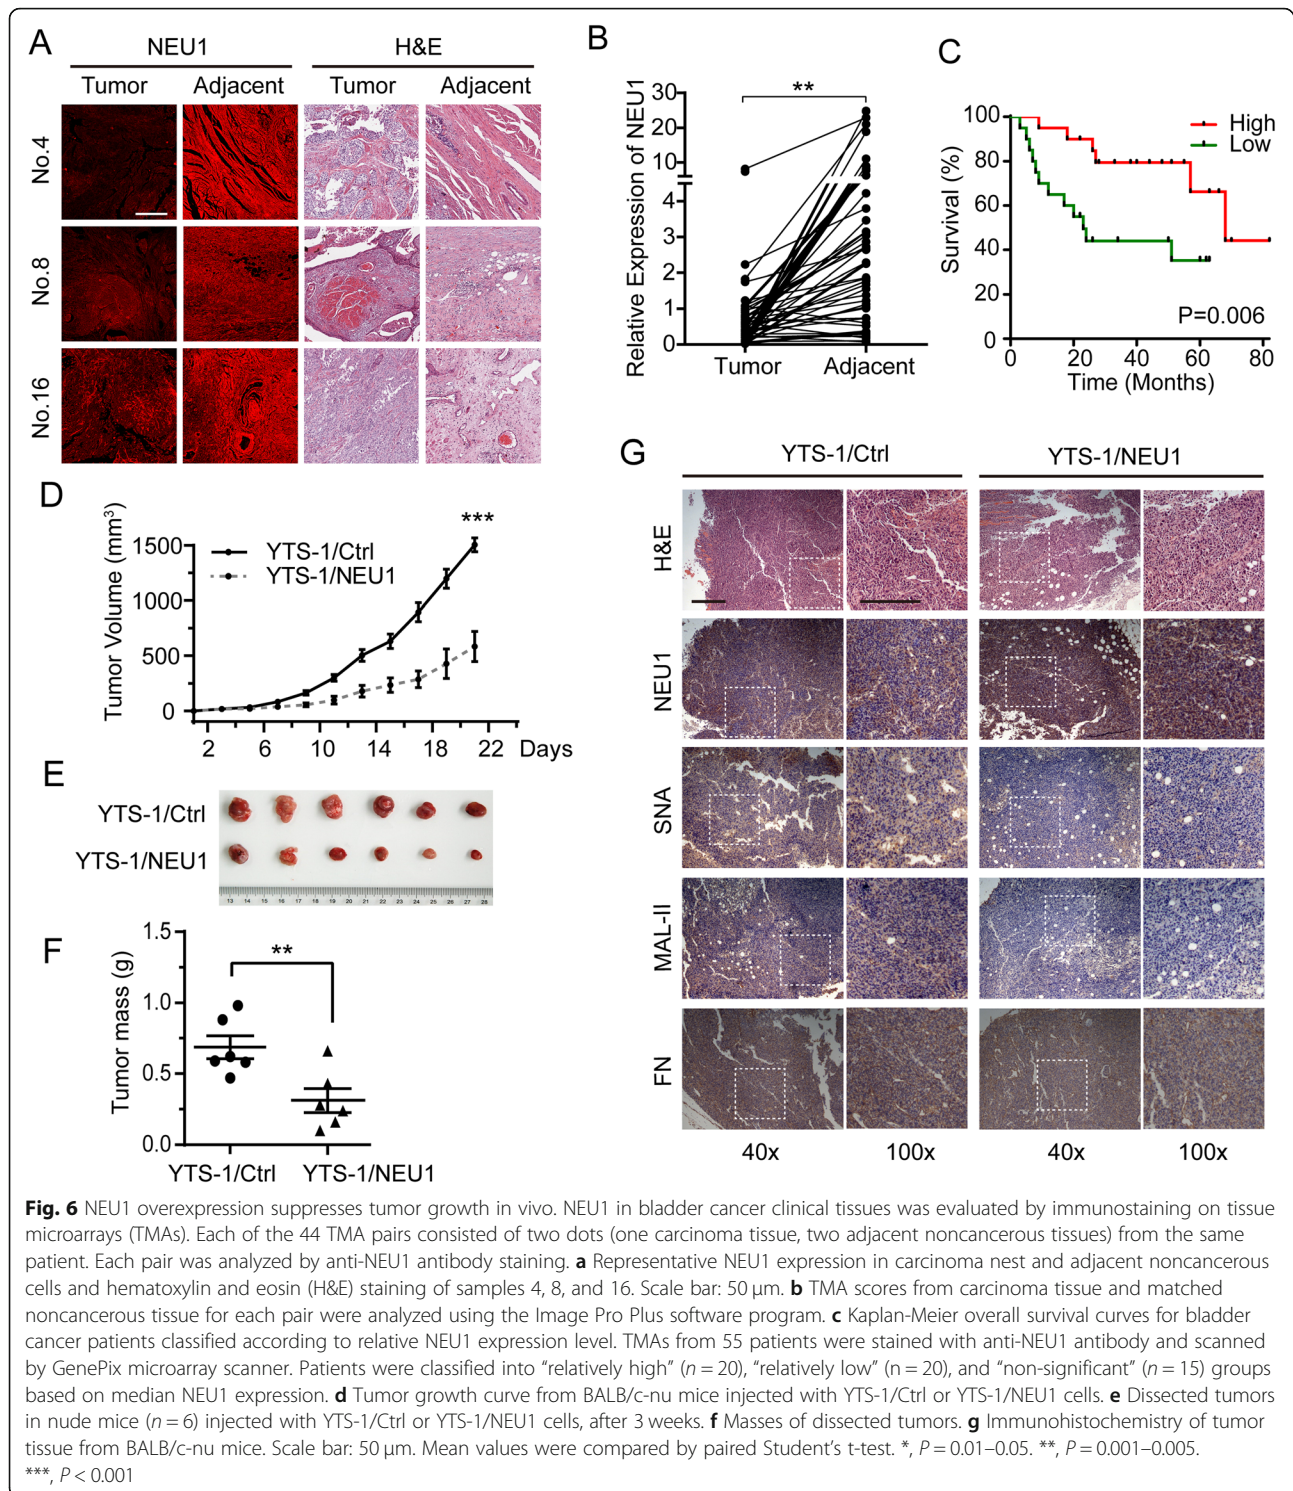 A
NEU1
H&E
Tumor
Adjacent
Tumor
Adjacent
No.4
No.8
No.16
B
Relative Expression of NEU1
30
20
10
4
3
2
1
0
**
Tumor
Adjacent
C
Survival (%)
100
80
60
40
20
0
High
Low
P=0.006
0
20
40
60
80
Time (Months)
D
Tumor Volume (mm³)
1500
1000
500
0
YTS-1/Ctrl
YTS-1/NEU1
***
2
6
10
14
18
22
Days
E
YTS-1/Ctrl
YTS-1/NEU1
13 14 16 17 19 20 21 22 24 25 27 28
F
Tumor mass (g)
1.5
1.0
0.5
0.0
**
YTS-1/Ctrl
YTS-1/NEU1
G
YTS-1/Ctrl
YTS-1/NEU1
H&E
NEU1
SNA
MAL-II
FN
40x
100x
40x
100x
Fig. 6 NEU1 overexpression suppresses tumor growth in vivo. NEU1 in bladder cancer clinical tissues was evaluated by immunostaining on tissue
microarrays (TMAs). Each of the 44 TMA pairs consisted of two dots (one carcinoma tissue, two adjacent noncancerous tissues) from the same
patient. Each pair was analyzed by anti-NEU1 antibody staining. a Representative NEU1 expression in carcinoma nest and adjacent noncancerous
cells and hematoxylin and eosin (H&E) staining of samples 4, 8, and 16. Scale bar: 50 μm. b TMA scores from carcinoma tissue and matched
noncancerous tissue for each pair were analyzed using the Image Pro Plus software program. c Kaplan-Meier overall survival curves for bladder
cancer patients classified according to relative NEU1 expression level. TMAs from 55 patients were stained with anti-NEU1 antibody and scanned
by GenePix microarray scanner. Patients were classified into “relatively high” (n = 20), “relatively low” (n = 20), and “non-significant” (n = 15) groups
based on median NEU1 expression. d Tumor growth curve from BALB/c-nu mice injected with YTS-1/Ctrl or YTS-1/NEU1 cells. e Dissected tumors
in nude mice (n = 6) injected with YTS-1/Ctrl or YTS-1/NEU1 cells, after 3 weeks. f Masses of dissected tumors. g Immunohistochemistry of tumor
tissue from BALB/c-nu mice. Scale bar: 50 μm. Mean values were compared by paired Student’s t-test. *, P = 0.01–0.05. **, P = 0.001–0.005.
***, P < 0.001